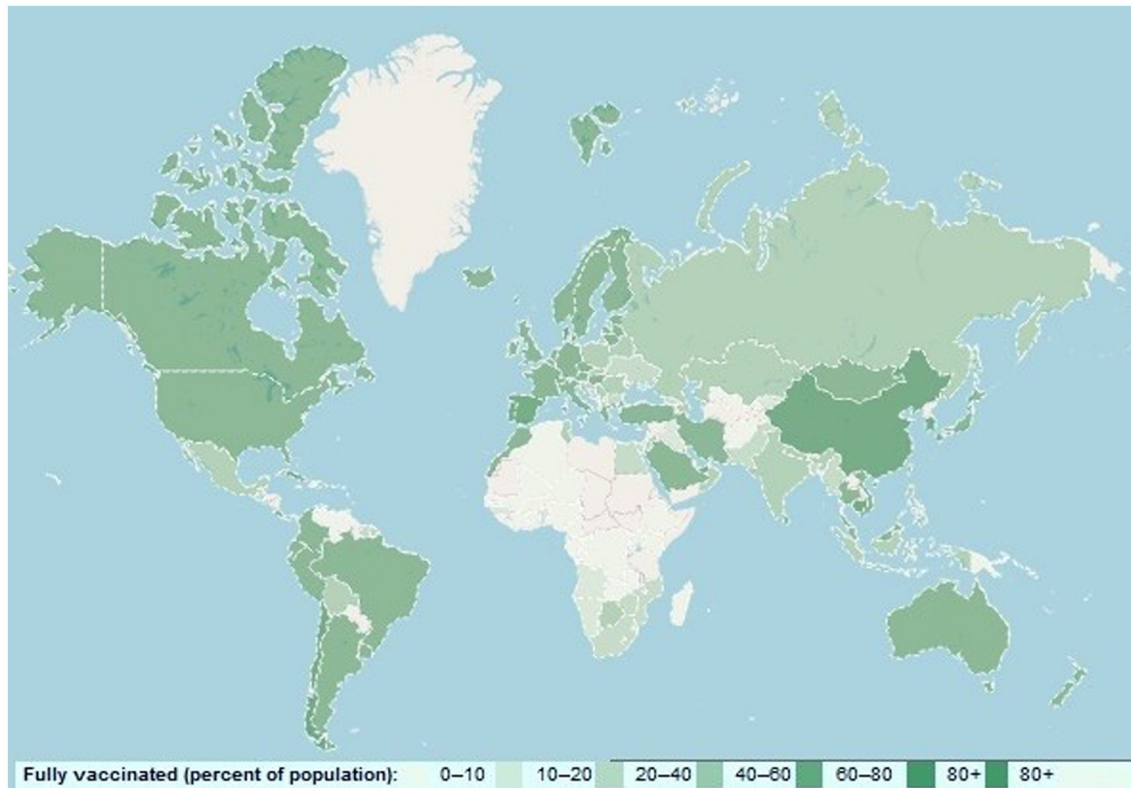 Fully vaccinated (percent of population): 0–10 10–20 20–40 40–60 60–80 80+ 80+